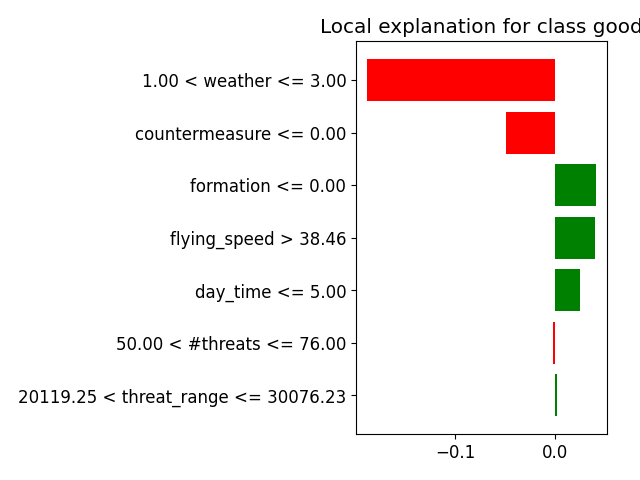 Local explanation for class good
1.00 < weather <= 3.00
countermeasure <= 0.00
formation <= 0.00
flying_speed > 38.46
day_time <= 5.00
50.00 < #threats <= 76.00
20119.25 < threat_range <= 30076.23
−0.1 0.0